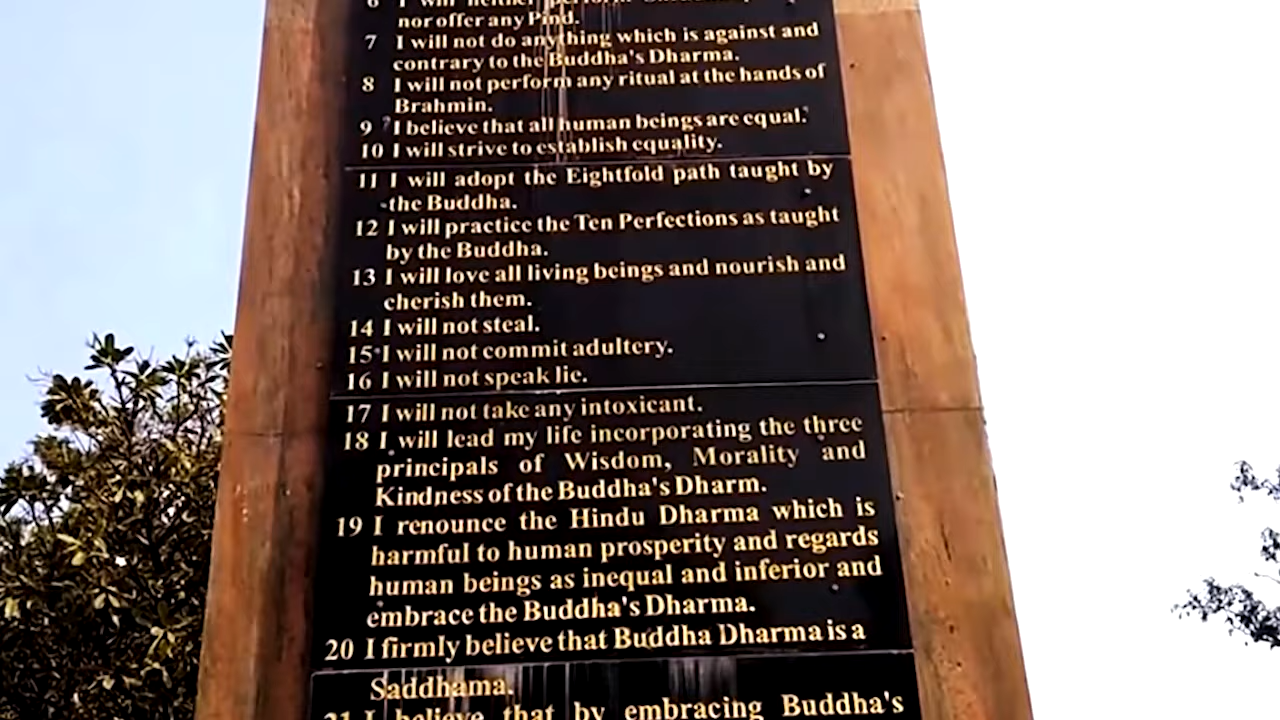 6 I will neither perform
nor offer any Pind.
7 I will not do anything which is against and
contrary to the Buddha's Dharma.
8 I will not perform any ritual at the hands of
Brahmin.
9 I believe that all human beings are equal.
10 I will strive to establish equality.
11 I will adopt the Eightfold path taught by
the Buddha.
12 I will practice the Ten Perfections as taught
by the Buddha.
13 I will love all living beings and nourish and
cherish them.
14 I will not steal.
15 I will not commit adultery.
16 I will not speak lie.
17 I will not take any intoxicant.
18 I will lead my life incorporating the three
principals of Wisdom, Morality and
Kindness of the Buddha's Dharm.
19 I renounce the Hindu Dharma which is
harmful to human prosperity and regards
human beings as inequal and inferior and
embrace the Buddha's Dharma.
20 I firmly believe that Buddha Dharma is a
Saddhama.
21 I believe that by embracing Buddha's